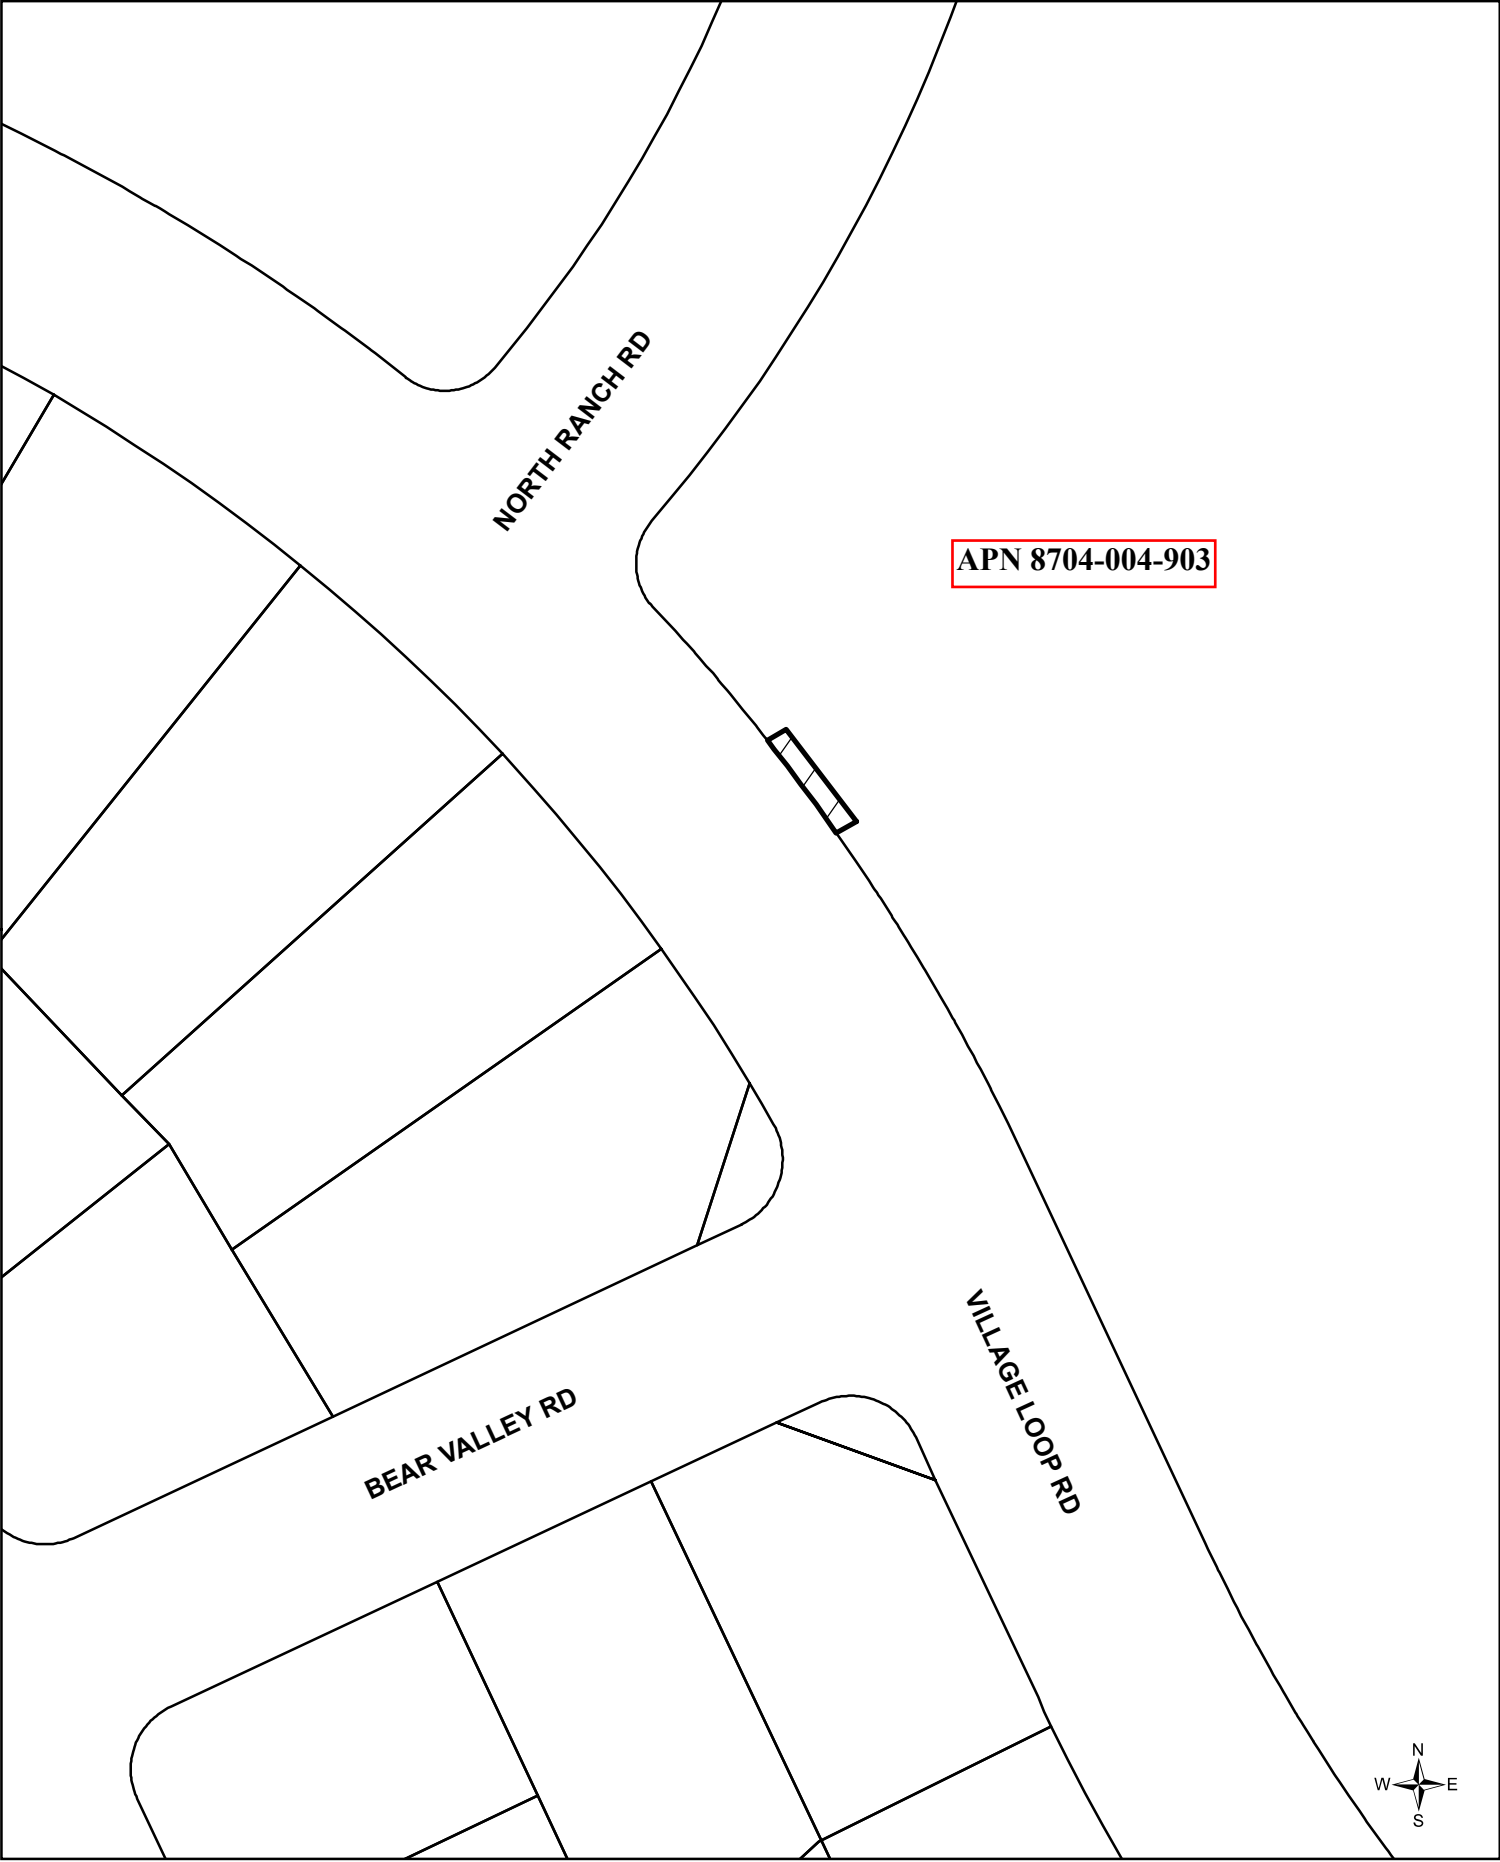 NORTH RANCH RD
APN 8704-004-903
VILLAGE LOOP RD
BEAR VALLEY RD
N
W E
S